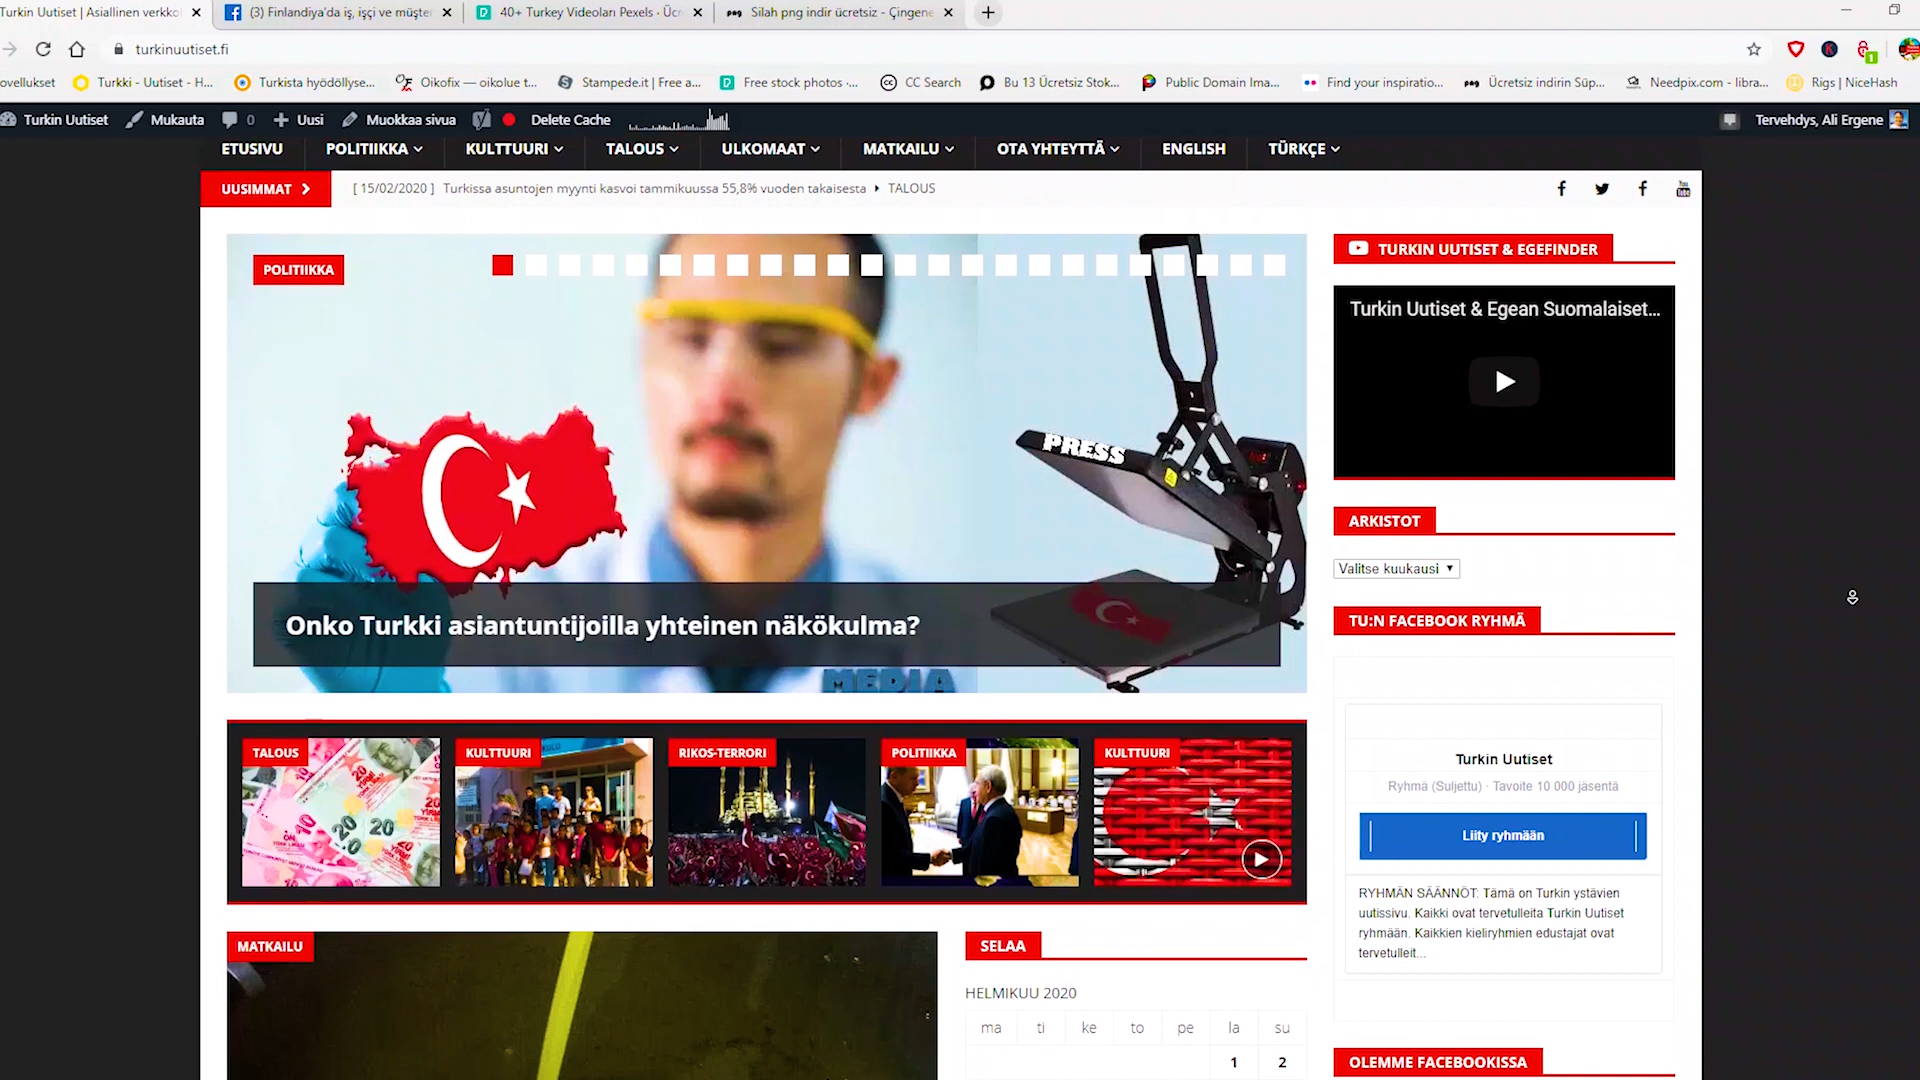 Turkin Uutiset | Asiallinen verkko
(3) Finlandiya'da iş, işçi ve müşte
40+ Turkey Videoları Pexels · Ücr
Silah png indir ücretsiz - Çingene
turkinuutiset.fi
ovellukset
Turkki - Uutiset - H...
Turkista hyödöllyse...
Oikofix — oikolue t...
Stampede.it | Free a...
Free stock photos ·...
CC Search
Bu 13 Ücretsiz Stok...
Public Domain Ima...
Find your inspiratio...
Ücretsiz indirin Süp...
Needpix.com - libra...
Rigs | NiceHash
Turkin Uutiset
Mukauta
0
Uusi
Muokkaa sivua
Delete Cache
Tervehdys, Ali Ergene
ETUSIVU
POLITIIKKA
KULTTUURI
TALOUS
ULKOMAAT
MATKAILU
OTA YHTEYTTÄ
ENGLISH
TÜRKÇE
UUSIMMAT
[ 15/02/2020 ] Turkissa asuntojen myynti kasvoi tammikuussa 55,8% vuoden takaisesta
TALOUS
POLITIIKKA
PRESS
Onko Turkki asiantuntijoilla yhteinen näkökulma?
MEDIA
TURKIN UUTISET & EGEFINDER
Turkin Uutiset & Egean Suomalaiset...
ARKISTOT
Valitse kuukausi
TU:N FACEBOOK RYHMÄ
Turkin Uutiset
Ryhmä (Suljettu) · Tavoite 10 000 jäsentä
Liity ryhmään
RYHMÄN SÄÄNNÖT: Tämä on Turkin ystävien
uutissivu. Kaikki ovat tervetulleita Turkin Uutiset
ryhmään. Kaikkien kieliryhmien edustajat ovat
tervetulleit...
OLEMME FACEBOOKISSA
TALOUS
KULTTUURI
RIKOS-TERRORI
POLITIIKKA
KULTTUURI
MATKAILU
SELAA
HELMIKUU 2020
ma ti ke to pe la su
1 2